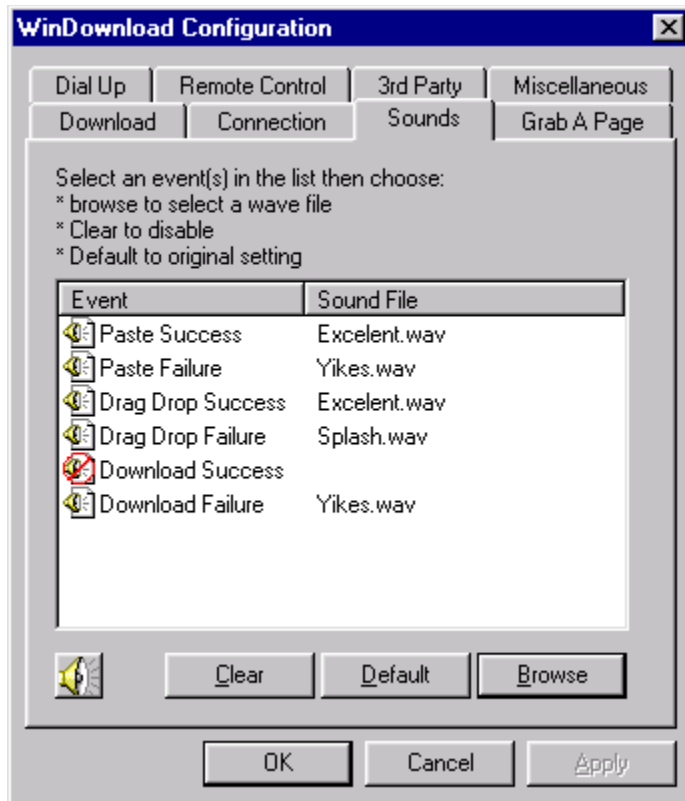 WinDownload Configuration
Dial Up Remote Control 3rd Party Miscellaneous
Download Connection Sounds Grab A Page
Select an event(s) in the list then choose:
* browse to select a wave file
* Clear to disable
* Default to original setting
Event Sound File
Paste Success Excelent.wav
Paste Failure Yikes.wav
Drag Drop Success Excelent.wav
Drag Drop Failure Splash.wav
Download Success
Download Failure Yikes.wav
Clear Default Browse
OK Cancel Apply